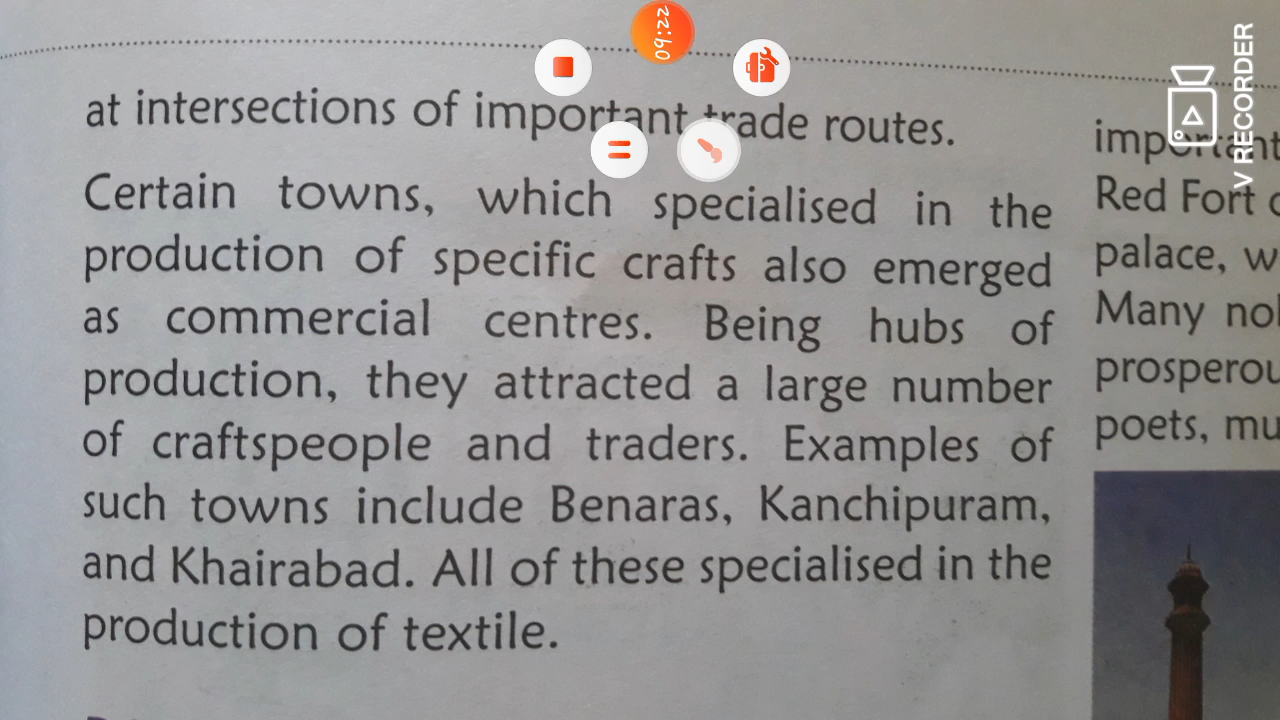 09:22
V RECORDER
at intersections of important trade routes.
Certain towns, which specialised in the
production of specific crafts also emerged
as commercial centres. Being hubs of
production, they attracted a large number
of craftspeople and traders. Examples of
such towns include Benaras, Kanchipuram,
and Khairabad. All of these specialised in the
production of textile.
important
Red Fort
palace,
Many
poets,